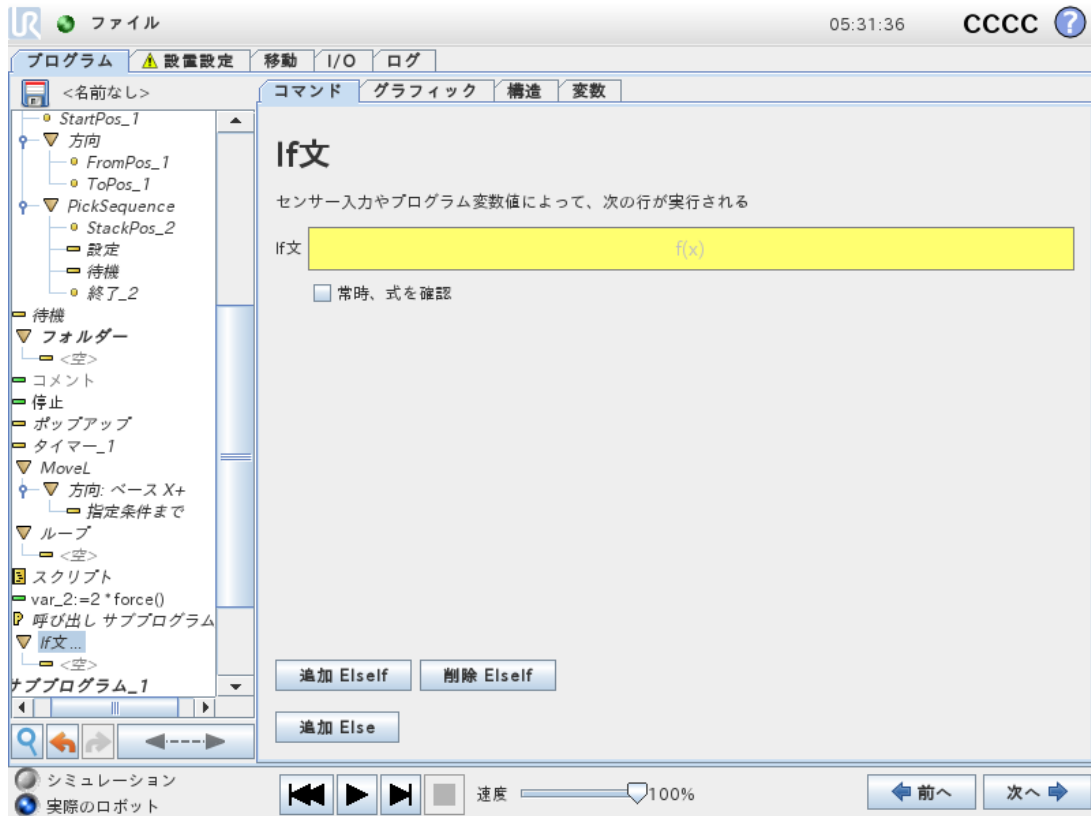 UR ファイル 05:31:36 CCCC ?
プログラム 設置設定 移動 I/O ログ
<名前なし>
コマンド グラフィック 構造 変数
StartPos_1
方向
FromPos_1
ToPos_1
PickSequence
StackPos_2
設定
待機
終了_2
待機
フォルダー
<空>
コメント
停止
ポップアップ
タイマー_1
MoveL
方向: ベース X+
指定条件まで
ループ
<空>
スクリプト
var_2:=2 * force()
呼び出し サブプログラム
If文 ...
<空>
サブプログラム_1
If文
センサー入力やプログラム変数値によって、次の行が実行される
If文 f(x)
常時、式を確認
追加 ElseIf 削除 ElseIf
追加 Else
シミュレーション
実際のロボット
速度 100%
前へ 次へ